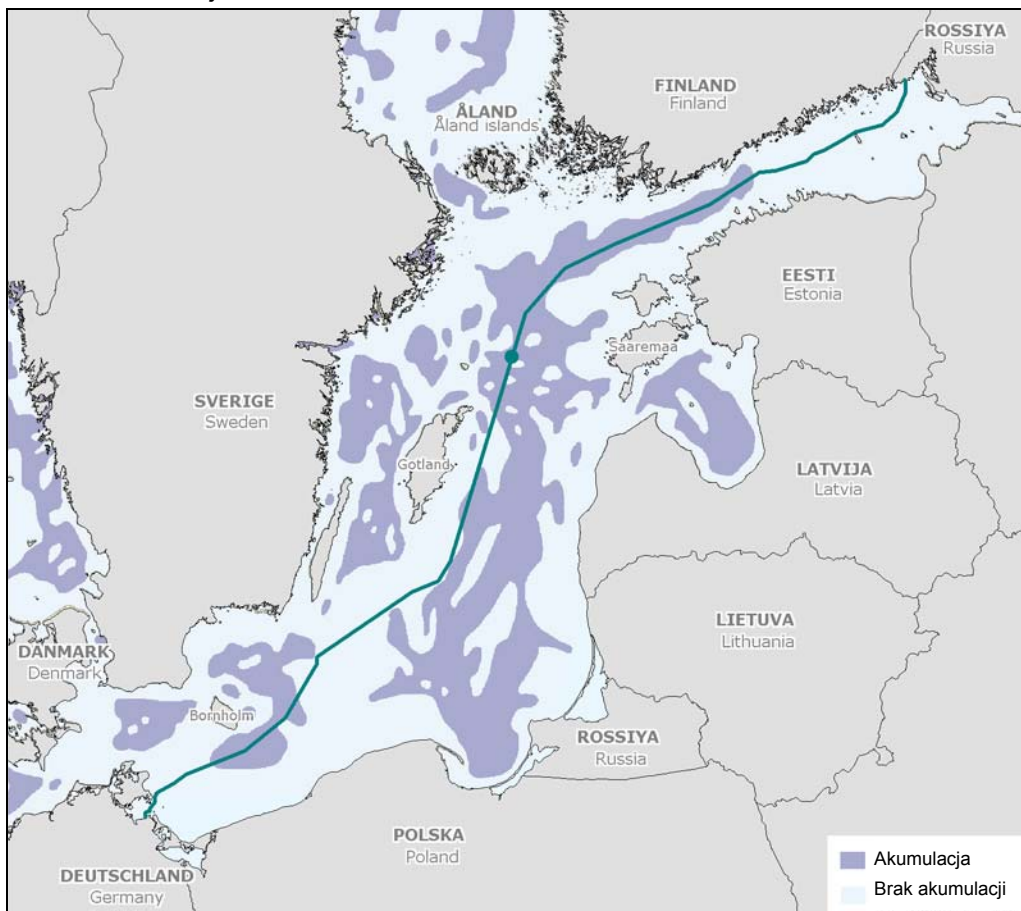 ROSSIYA
Russia
FINLAND
Finland
ÅLAND
Åland islands
EESTI
Estonia
Saaremaa
SVERIGE
Sweden
Gotland
LATVIJA
Latvia
LIETUVA
Lithuania
DANMARK
Denmark
Bornholm
ROSSIYA
Russia
POLSKA
Poland
DEUTSCHLAND
Germany
Akumulacja
Brak akumulacji